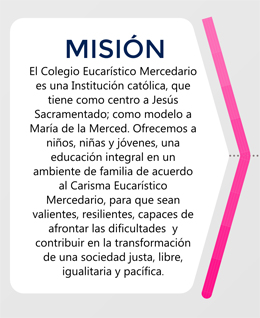 MISIÓN
El Colegio Eucarístico Mercedario
es una Institución católica, que
tiene como centro a Jesús
Sacramentado; como modelo a
María de la Merced. Ofrecemos a
niños, niñas y jóvenes, una
educación integral en un
ambiente de familia de acuerdo
al Carisma Eucarístico
Mercedario, para que sean
valientes, resilientes, capaces de
afrontar las dificultades y
contribuir en la transformación
de una sociedad justa, libre,
igualitaria y pacífica.